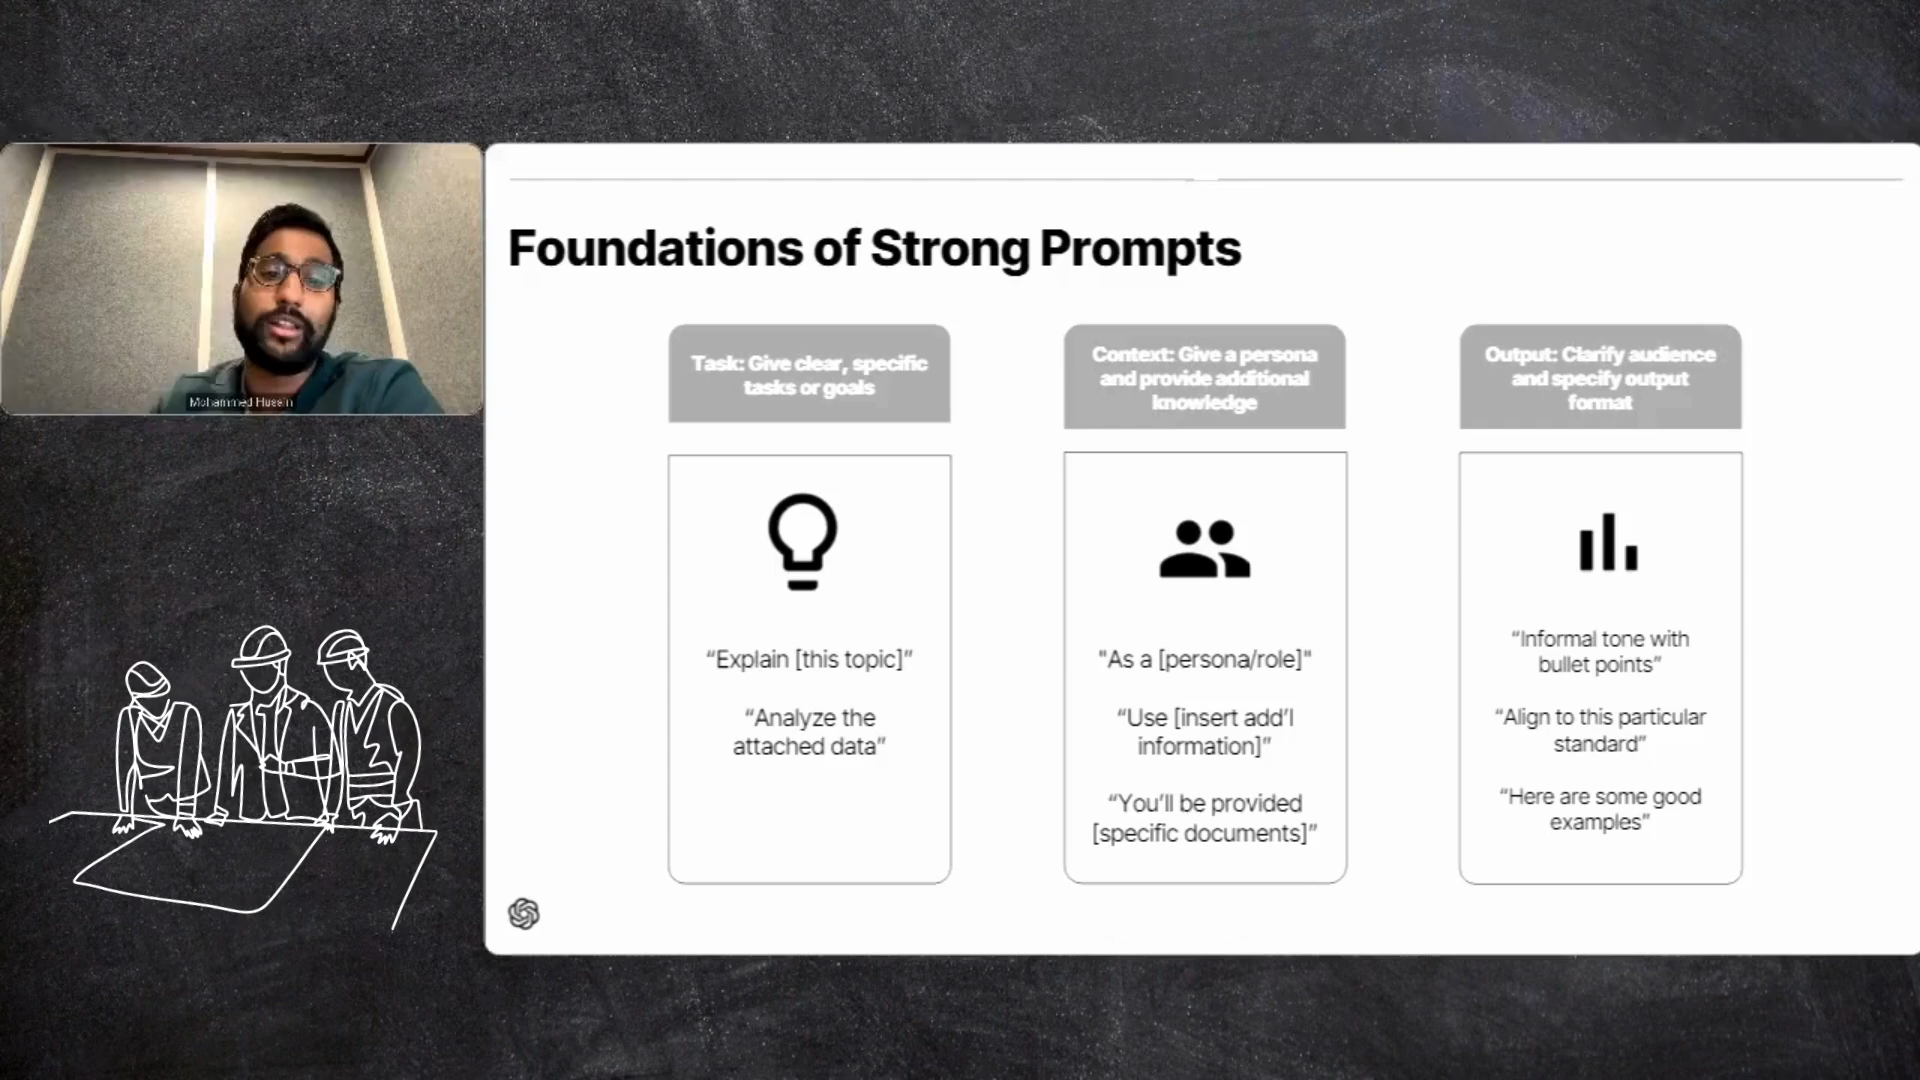 Mohammed Husain
Foundations of Strong Prompts
Task: Give clear, specific
tasks or goals
“Explain [this topic]”
“Analyze the
attached data”
Context: Give a persona
and provide additional
knowledge
"As a [persona/role]"
“Use [insert add’l
information]”
“You’ll be provided
[specific documents]”
Output: Clarify audience
and specify output
format
“Informal tone with
bullet points”
“Align to this particular
standard”
“Here are some good
examples”